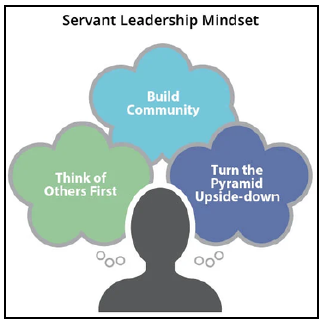 Servant Leadership Mindset
Build
Community
Think of
Others First
Turn the
Pyramid
Upside-down